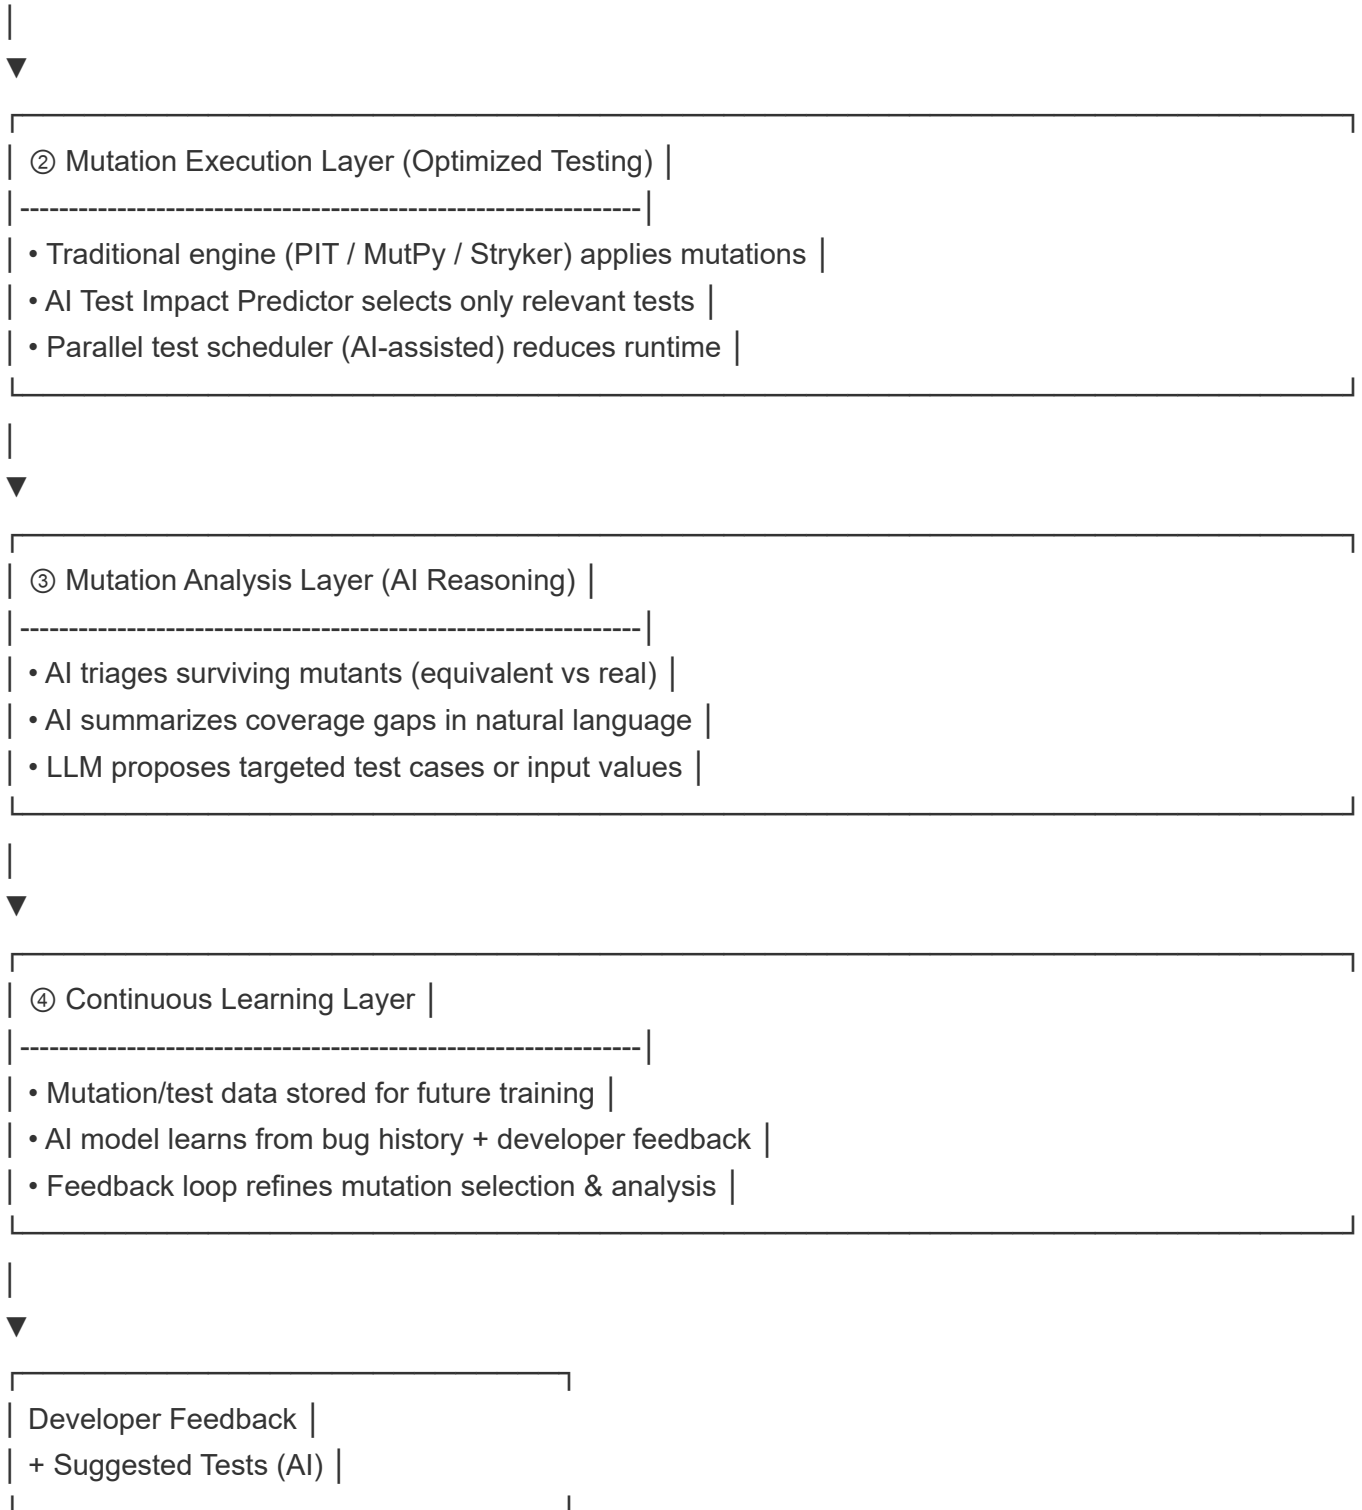 │
▼
┌──────────────────────────────────────────────────────────────┐
│ ② Mutation Execution Layer (Optimized Testing) │
│----------------------------------------------------------------│
│ • Traditional engine (PIT / MutPy / Stryker) applies mutations │
│ • AI Test Impact Predictor selects only relevant tests │
│ • Parallel test scheduler (AI-assisted) reduces runtime │
└──────────────────────────────────────────────────────────────┘
│
▼
┌──────────────────────────────────────────────────────────────┐
│ ③ Mutation Analysis Layer (AI Reasoning) │
│----------------------------------------------------------------│
│ • AI triages surviving mutants (equivalent vs real) │
│ • AI summarizes coverage gaps in natural language │
│ • LLM proposes targeted test cases or input values │
└──────────────────────────────────────────────────────────────┘
│
▼
┌──────────────────────────────────────────────────────────────┐
│ ④ Continuous Learning Layer │
│----------------------------------------------------------------│
│ • Mutation/test data stored for future training │
│ • AI model learns from bug history + developer feedback │
│ • Feedback loop refines mutation selection & analysis │
└──────────────────────────────────────────────────────────────┘
│
▼
┌─────────────────────────┐
│ Developer Feedback │
│ + Suggested Tests (AI) │
└─────────────────────────┘